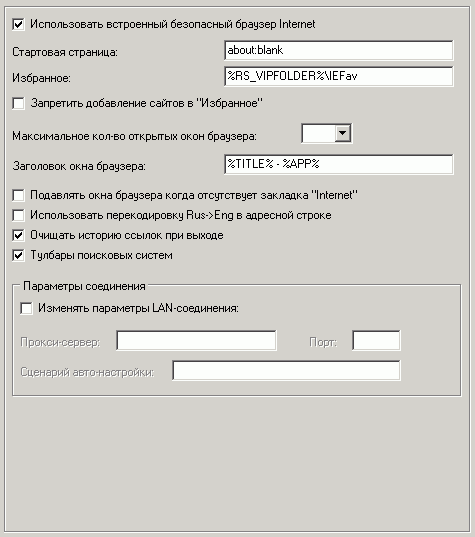 Использовать встроенный безопасный браузер Internet
Стартовая страница: about:blank
Избранное: %RS_VIPFOLDER%\IEFav
Запретить добавление сайтов в "Избранное"
Максимальное кол-во открытых окон браузера:
Заголовок окна браузера: %TITLE% - %APP%
Подавлять окна браузера когда отсутствует закладка "Internet"
Использовать перекодировку Rus->Eng в адресной строке
Очищать историю ссылок при выходе
Тулбары поисковых систем
Параметры соединения
Изменять параметры LAN-соединения:
Прокси-сервер: Порт:
Сценарий авто-настройки: